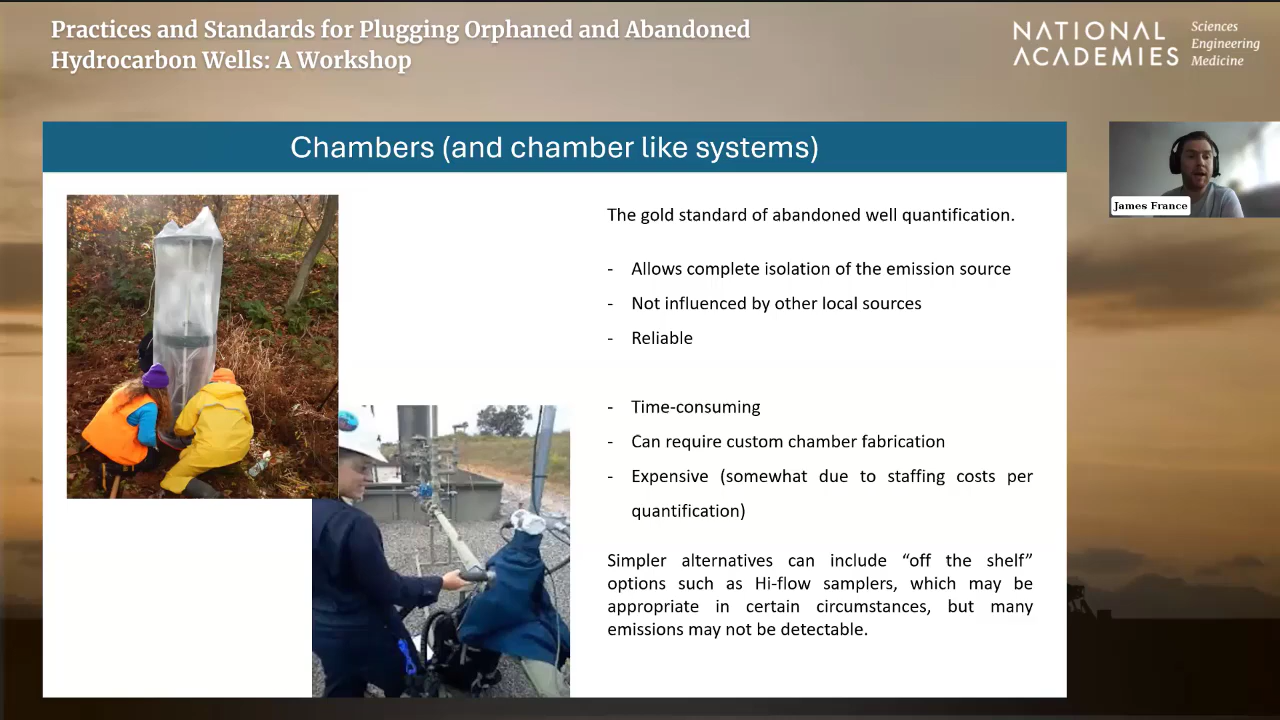 Practices and Standards for Plugging Orphaned and Abandoned
Hydrocarbon Wells: A Workshop
NATIONAL
ACADEMIES
Sciences
Engineering
Medicine
Chambers (and chamber like systems)
James France
The gold standard of abandoned well quantification.
- Allows complete isolation of the emission source
- Not influenced by other local sources
- Reliable
- Time-consuming
- Can require custom chamber fabrication
- Expensive (somewhat due to staffing costs per
quantification)
Simpler alternatives can include “off the shelf”
options such as Hi-flow samplers, which may be
appropriate in certain circumstances, but many
emissions may not be detectable.